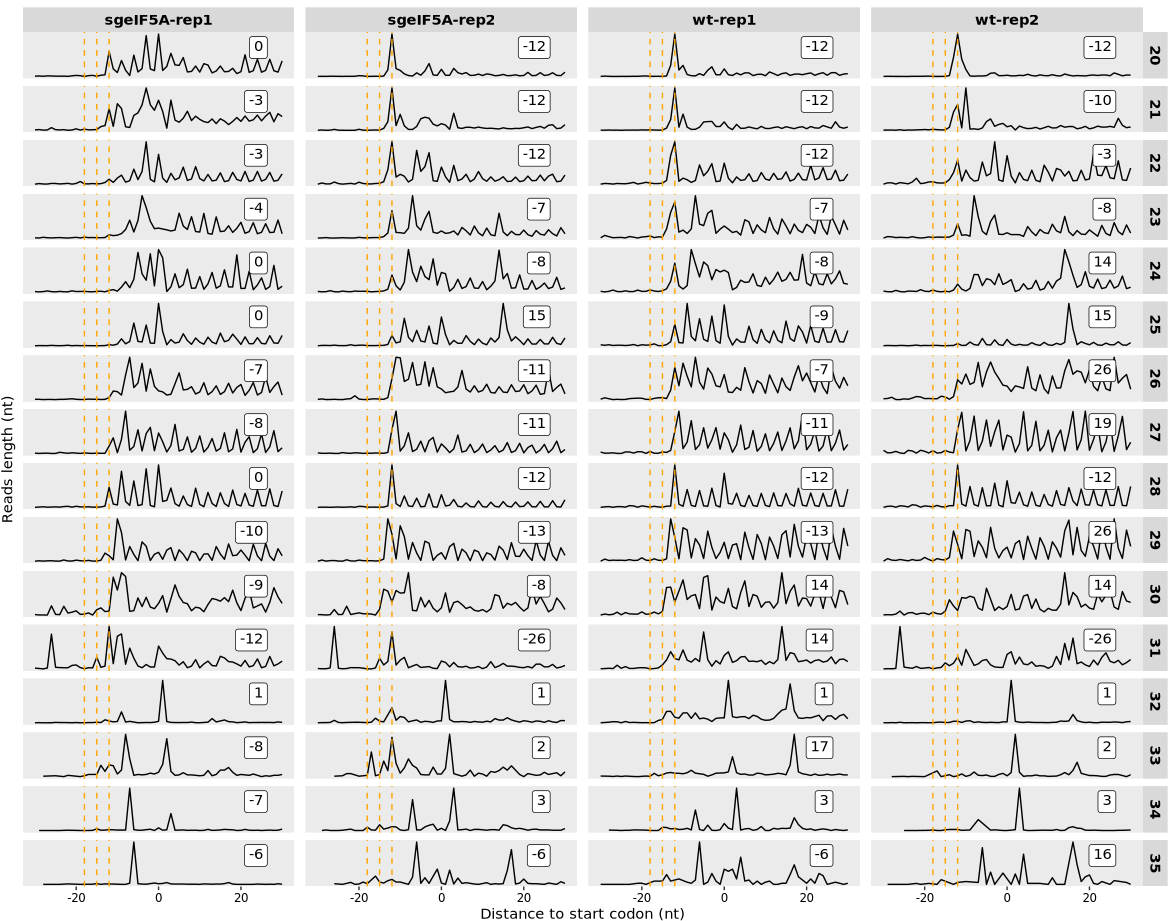 sgeIF5A-rep1 sgeIF5A-rep2 wt-rep1 wt-rep2
0 -12 -12 -12 20
-3 -12 -12 -10 21
-3 -12 -12 -3 22
-4 -7 -7 -8 23
0 -8 -8 14 24
0 15 -9 15 25
-7 -11 -7 26 26
-8 -11 -11 19 27
0 -12 -12 -12 28
-10 -13 -13 26 29
-9 -8 14 14 30
-12 -26 14 -26 31
1 1 1 1 32
-8 2 17 2 33
-7 3 3 3 34
-6 -6 -6 16 35
-20 0 20 -20 0 20 -20 0 20 -20 0 20
Distance to start codon (nt)
Reads length (nt)